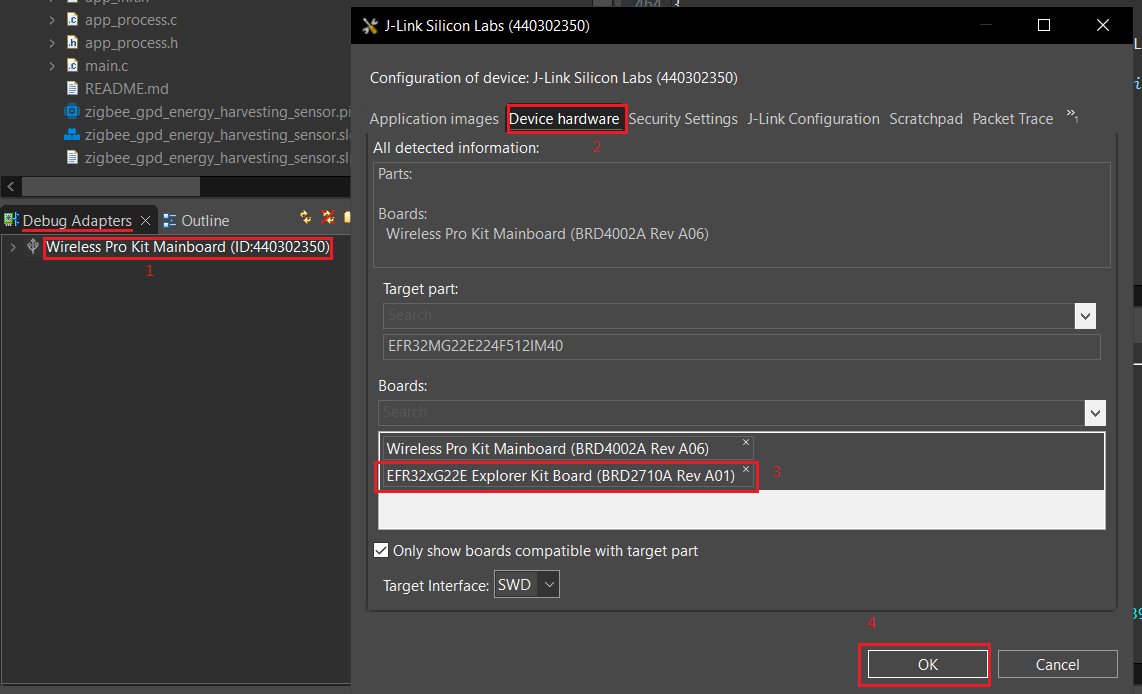 app_process.c
app_process.h
main.c
README.md
zigbee_gpd_energy_harvesting_sensor.pi
zigbee_gpd_energy_harvesting_sensor.sl
zigbee_gpd_energy_harvesting_sensor.sl
Debug Adapters
Outline
Wireless Pro Kit Mainboard (ID:440302350)
1
464 {
J-Link Silicon Labs (440302350)
Configuration of device: J-Link Silicon Labs (440302350)
Application images Device hardware Security Settings J-Link Configuration Scratchpad Packet Trace »1
2
All detected information:
Parts:
Boards:
Wireless Pro Kit Mainboard (BRD4002A Rev A06)
Target part:
Search
EFR32MG22E224F512IM40
Boards:
Search
Wireless Pro Kit Mainboard (BRD4002A Rev A06)
EFR32xG22E Explorer Kit Board (BRD2710A Rev A01)
3
Only show boards compatible with target part
Target Interface: SWD
4
OK
Cancel